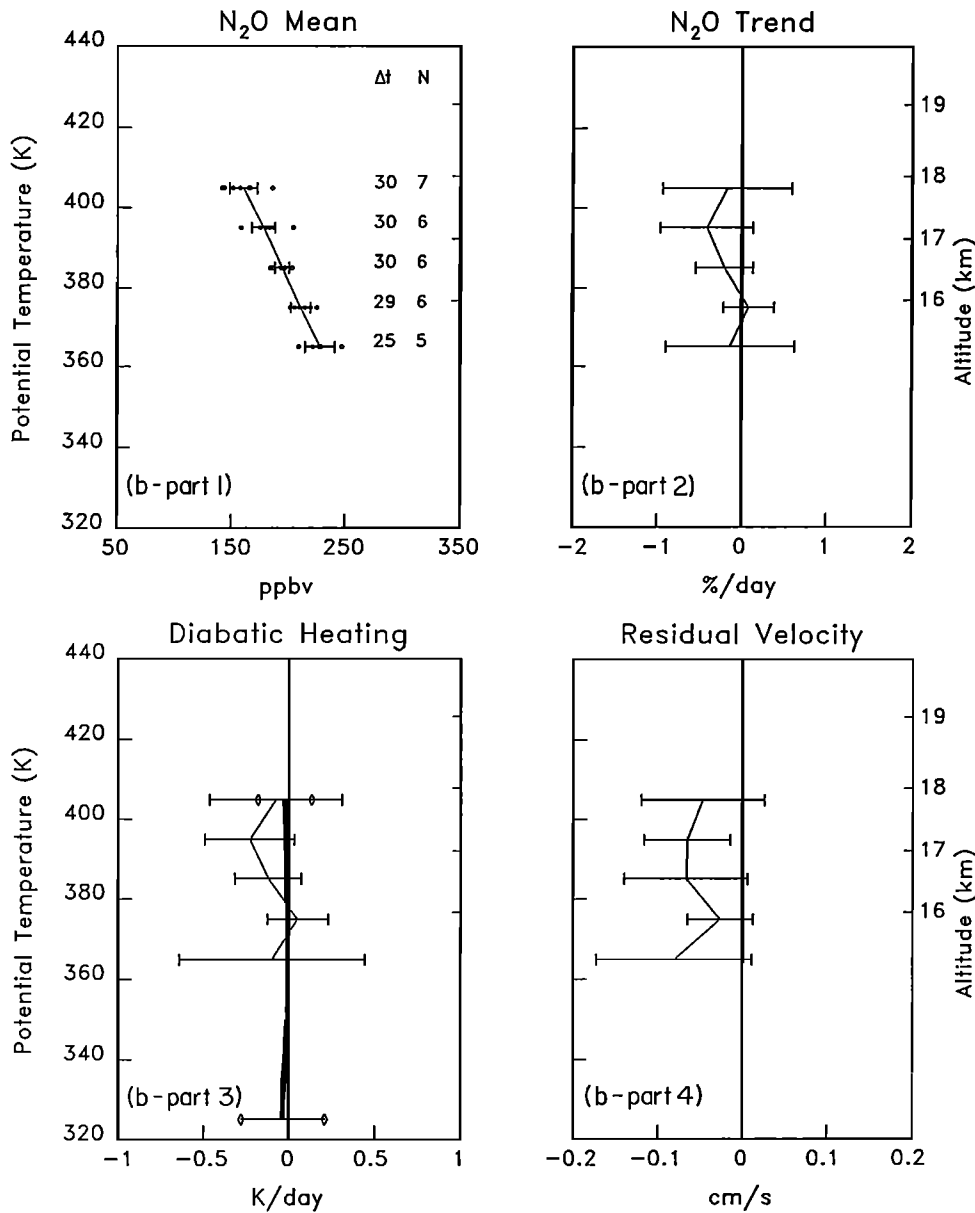 N₂O Mean
N₂O Trend
440
420
400
380
360
340
320
Potential Temperature (K)
Δt N
30 7
30 6
30 6
29 6
25 5
(b-part 1)
50 150 250 350
ppbv
(b-part 2)
-2 -1 0 1 2
%/day
19
18
17
16
Altitude (km)
Diabatic Heating
Residual Velocity
440
420
400
380
360
340
320
Potential Temperature (K)
(b-part 3)
-1 -0.5 0 0.5 1
K/day
(b-part 4)
-0.2 -0.1 0 0.1 0.2
cm/s
19
18
17
16
Altitude (km)